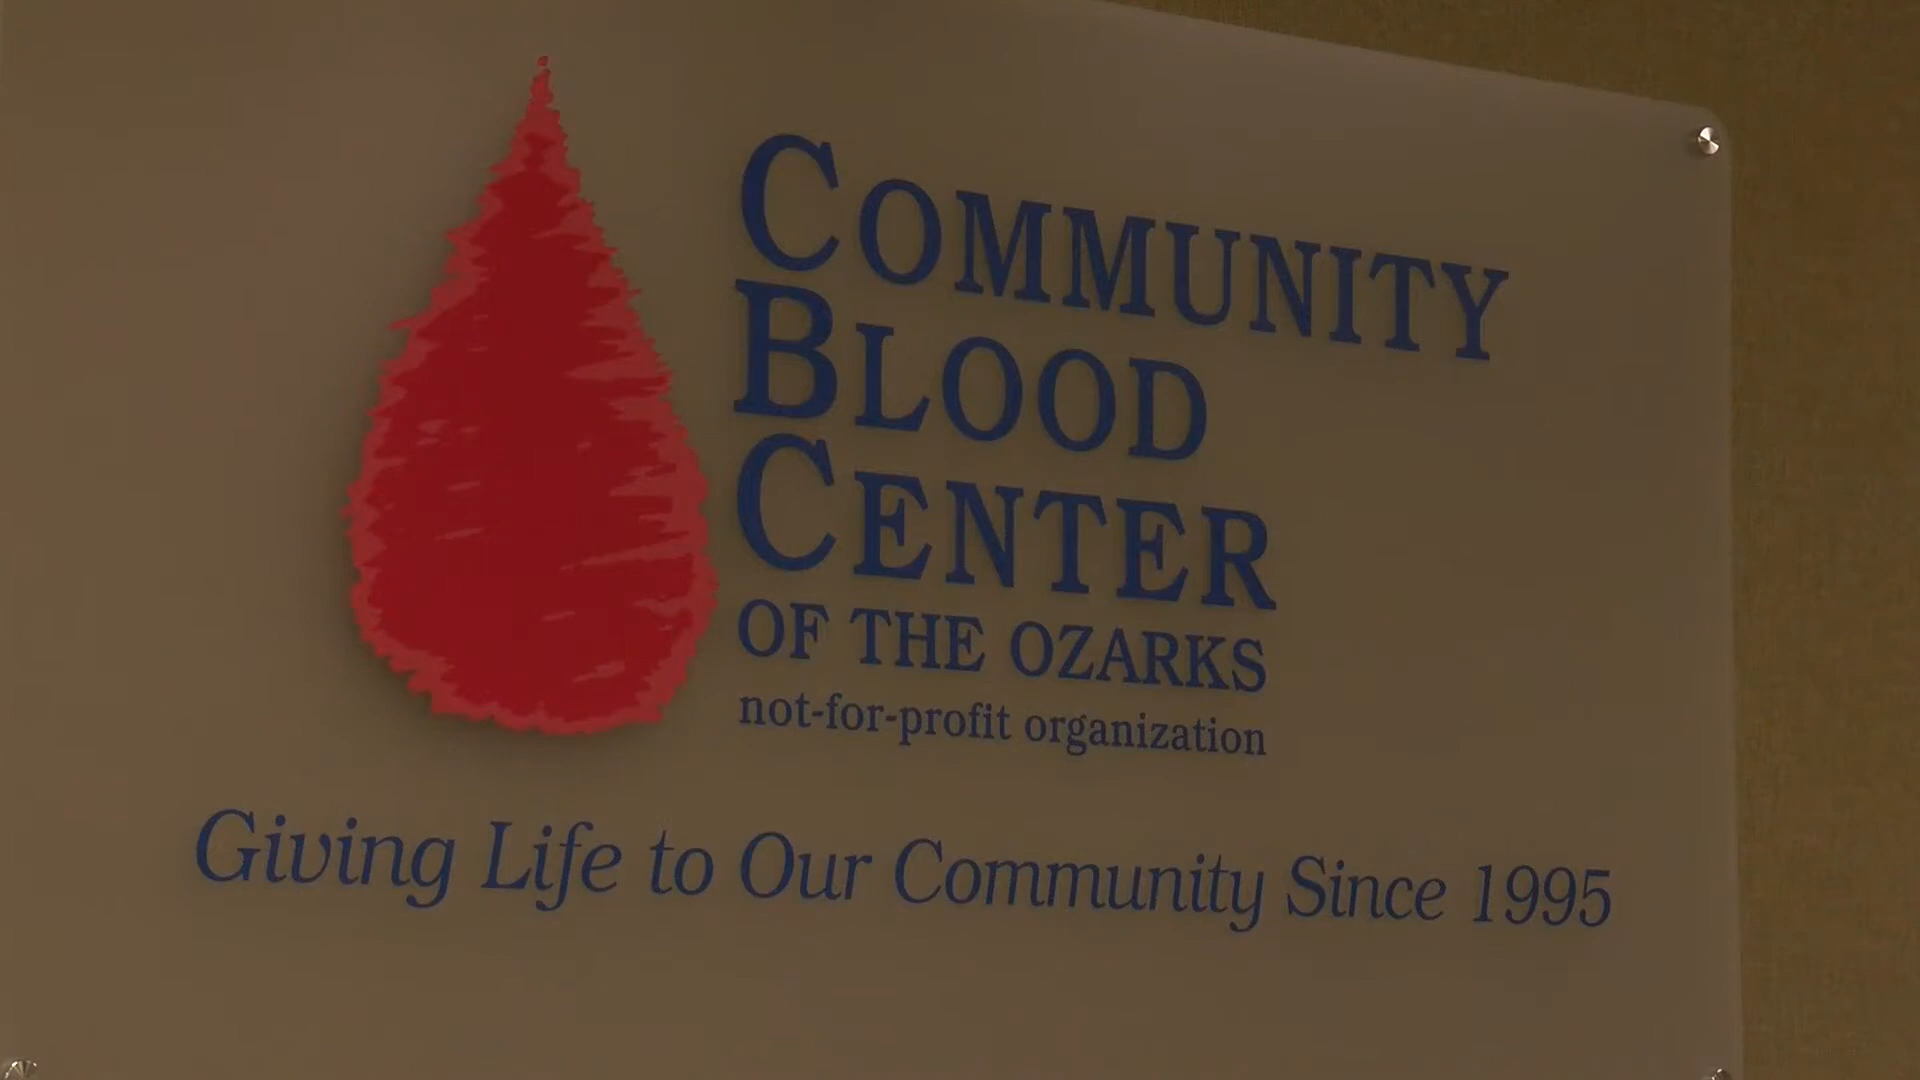 COMMUNITY
BLOOD
CENTER
OF THE OZARKS
not-for-profit organization
Giving Life to Our Community Since 1995